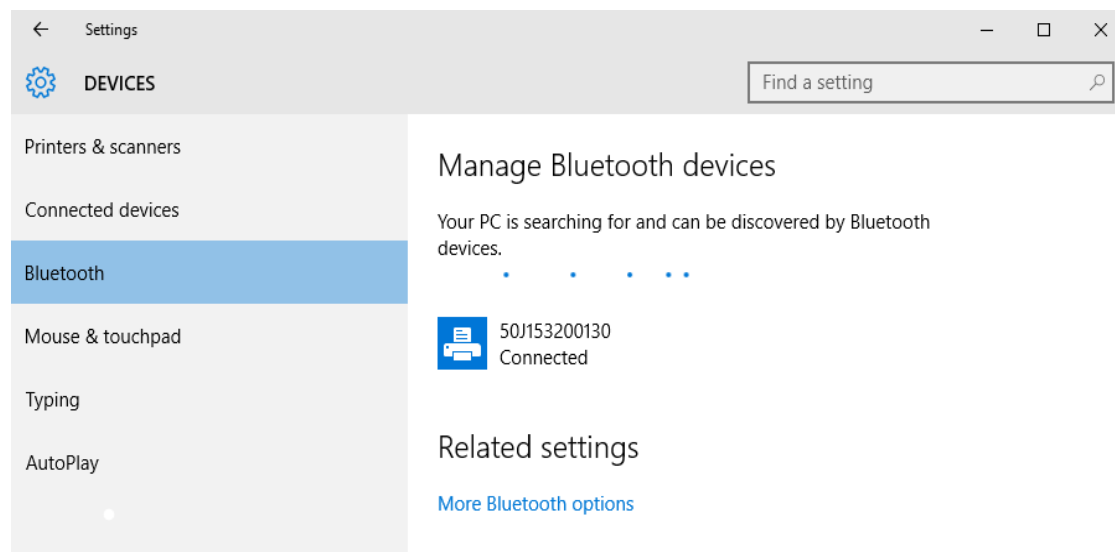 Settings
DEVICES
Find a setting
Printers & scanners
Connected devices
Bluetooth
Mouse & touchpad
Typing
AutoPlay
Manage Bluetooth devices
Your PC is searching for and can be discovered by Bluetooth
devices.
50J153200130
Connected
Related settings
More Bluetooth options